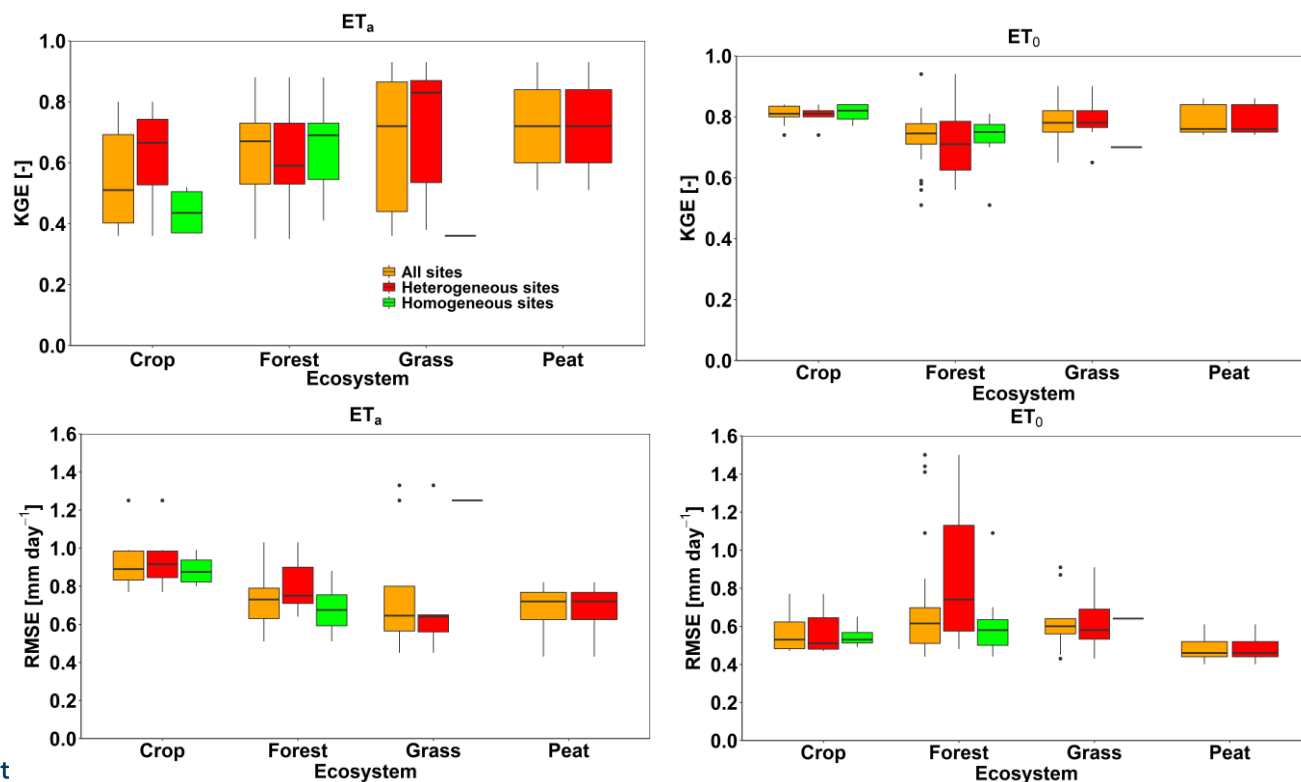 ETa
1.0
0.8
0.6
0.4
0.2
0.0
KGE [-]
All sites
Heterogeneous sites
Homogeneous sites
Crop Forest Grass Peat
Ecosystem
ET0
1.0
0.8
0.6
0.4
0.2
0.0
KGE [-]
Crop Forest Grass Peat
Ecosystem
ETa
1.6
1.4
1.2
1.0
0.8
0.6
0.4
0.2
0.0
RMSE [mm day−1]
Crop Forest Grass Peat
Ecosystem
ET0
1.6
1.4
1.2
1.0
0.8
0.6
0.4
0.2
0.0
RMSE [mm day−1]
Crop Forest Grass Peat
Ecosystem
t